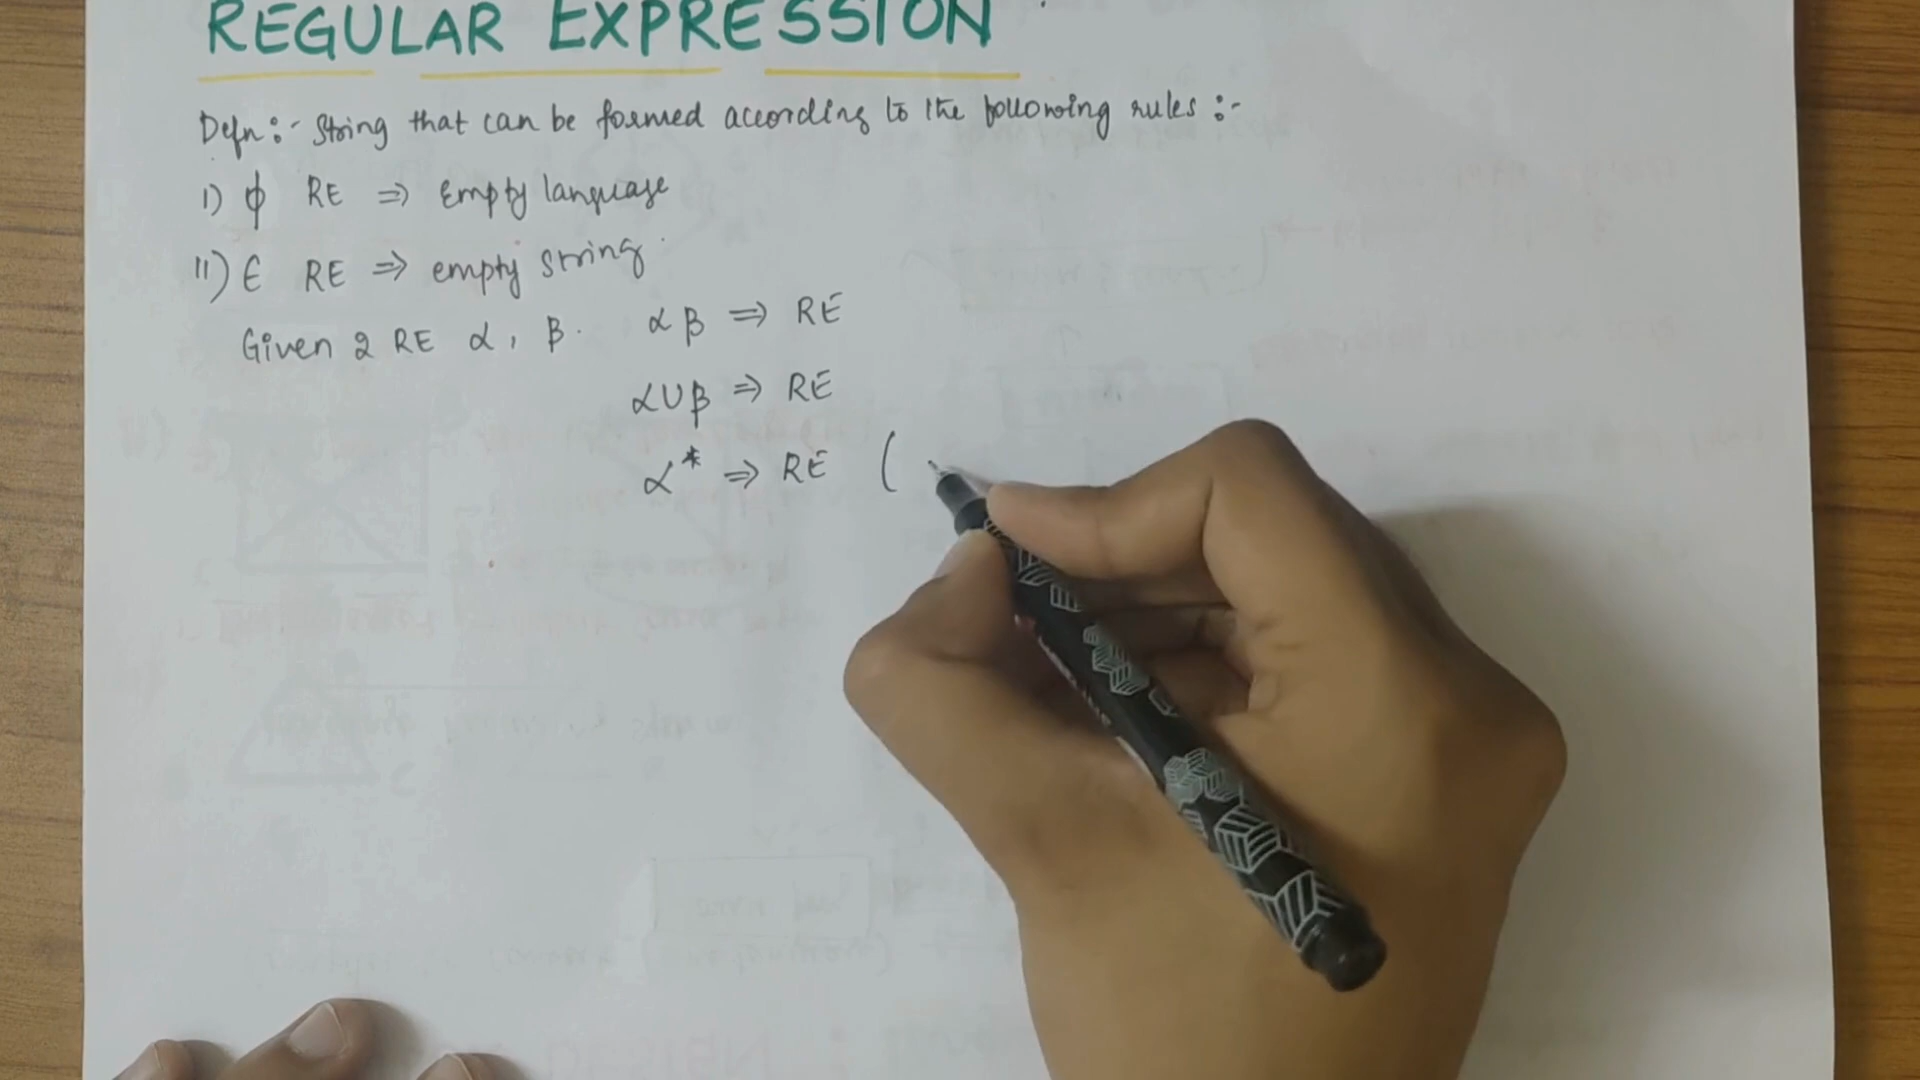 REGULAR EXPRESSION
Defn :- String that can be formed according to the following rules :-
i) φ RE ⇒ Empty language
ii) ∈ RE ⇒ empty string.
Given 2 RE α, β. αβ ⇒ RE
α∪β ⇒ RE
α* ⇒ RE (